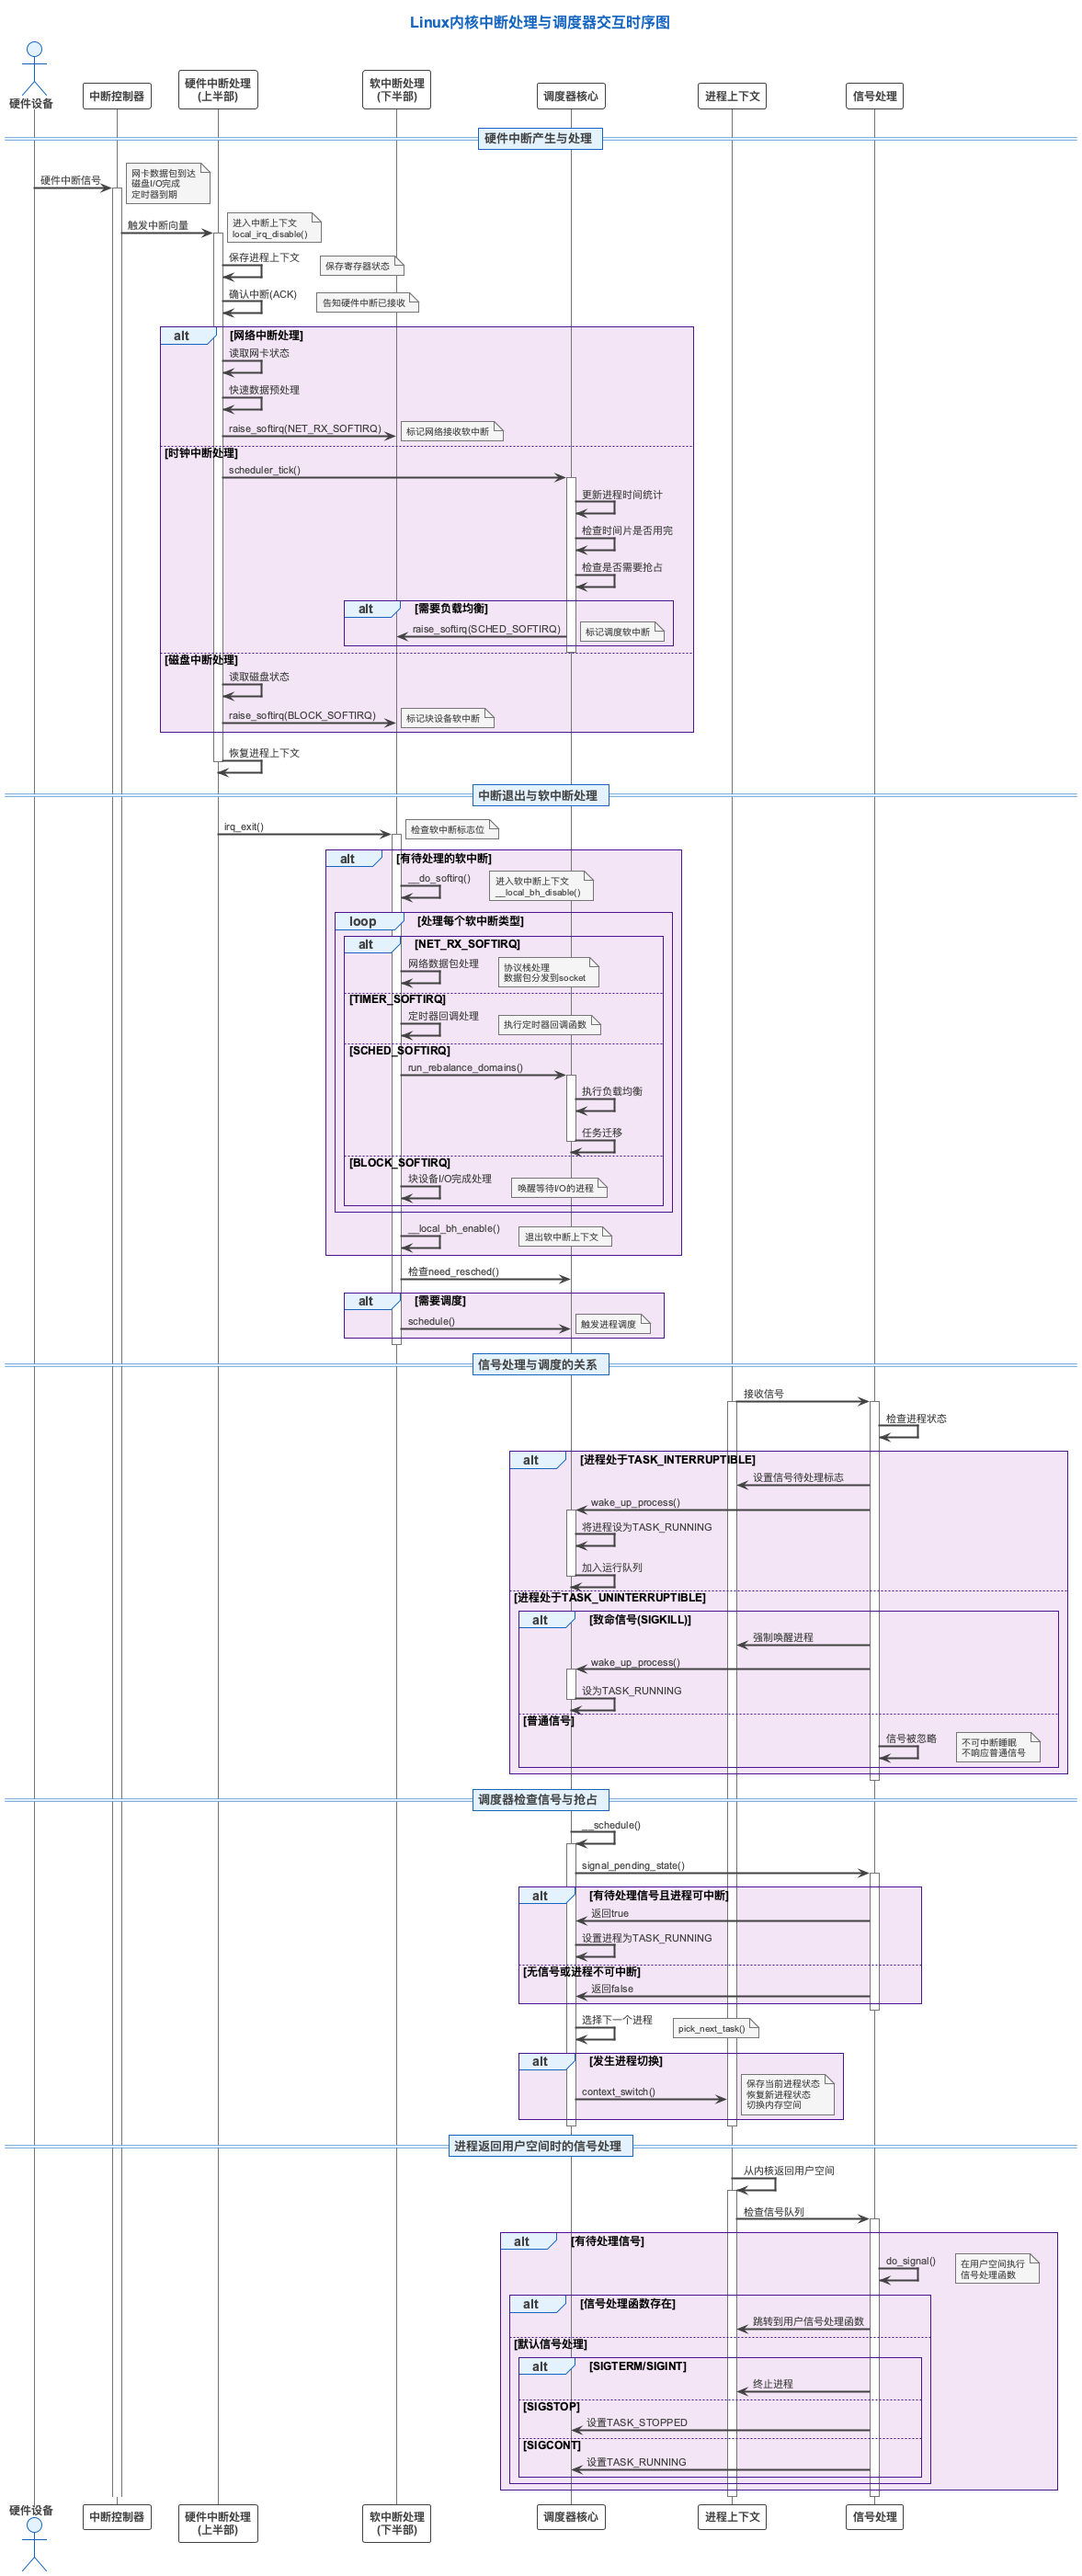 Linux内核中断处理与调度器交互时序图
硬件设备
中断控制器
硬件中断处理
(上半部)
软中断处理
(下半部)
调度器核心
进程上下文
信号处理
硬件中断产生与处理
硬件中断信号
网卡数据包到达
磁盘I/O完成
定时器到期
触发中断向量
进入中断上下文
local_irq_disable()
保存进程上下文
保存寄存器状态
确认中断(ACK)
告知硬件中断已接收
alt
[网络中断处理]
读取网卡状态
快速数据预处理
raise_softirq(NET_RX_SOFTIRQ)
标记网络接收软中断
[时钟中断处理]
scheduler_tick()
更新进程时间统计
检查时间片是否用完
检查是否需要抢占
alt
[需要负载均衡]
raise_softirq(SCHED_SOFTIRQ)
标记调度软中断
[磁盘中断处理]
读取磁盘状态
raise_softirq(BLOCK_SOFTIRQ)
标记块设备软中断
恢复进程上下文
中断退出与软中断处理
irq_exit()
检查软中断标志位
alt
[有待处理的软中断]
__do_softirq()
进入软中断上下文
__local_bh_disable()
loop
[处理每个软中断类型]
alt
[NET_RX_SOFTIRQ]
网络数据包处理
协议栈处理
数据包分发到socket
[TIMER_SOFTIRQ]
定时器回调处理
执行定时器回调函数
[SCHED_SOFTIRQ]
run_rebalance_domains()
执行负载均衡
任务迁移
[BLOCK_SOFTIRQ]
块设备I/O完成处理
唤醒等待I/O的进程
__local_bh_enable()
退出软中断上下文
检查need_resched()
alt
[需要调度]
schedule()
触发进程调度
信号处理与调度的关系
接收信号
检查进程状态
alt
[进程处于TASK_INTERRUPTIBLE]
设置信号待处理标志
wake_up_process()
将进程设为TASK_RUNNING
加入运行队列
[进程处于TASK_UNINTERRUPTIBLE]
alt
[致命信号(SIGKILL)]
强制唤醒进程
wake_up_process()
设为TASK_RUNNING
[普通信号]
信号被忽略
不可中断睡眠
不响应普通信号
调度器检查信号与抢占
__schedule()
signal_pending_state()
alt
[有待处理信号且进程可中断]
返回true
设置进程为TASK_RUNNING
[无信号或进程不可中断]
返回false
选择下一个进程
pick_next_task()
alt
[发生进程切换]
context_switch()
保存当前进程状态
恢复新进程状态
切换内存空间
进程返回用户空间时的信号处理
从内核返回用户空间
检查信号队列
alt
[有待处理信号]
do_signal()
在用户空间执行
信号处理函数
alt
[信号处理函数存在]
跳转到用户信号处理函数
[默认信号处理]
alt
[SIGTERM/SIGINT]
终止进程
[SIGSTOP]
设置TASK_STOPPED
[SIGCONT]
设置TASK_RUNNING
硬件设备
中断控制器
硬件中断处理
(上半部)
软中断处理
(下半部)
调度器核心
进程上下文
信号处理